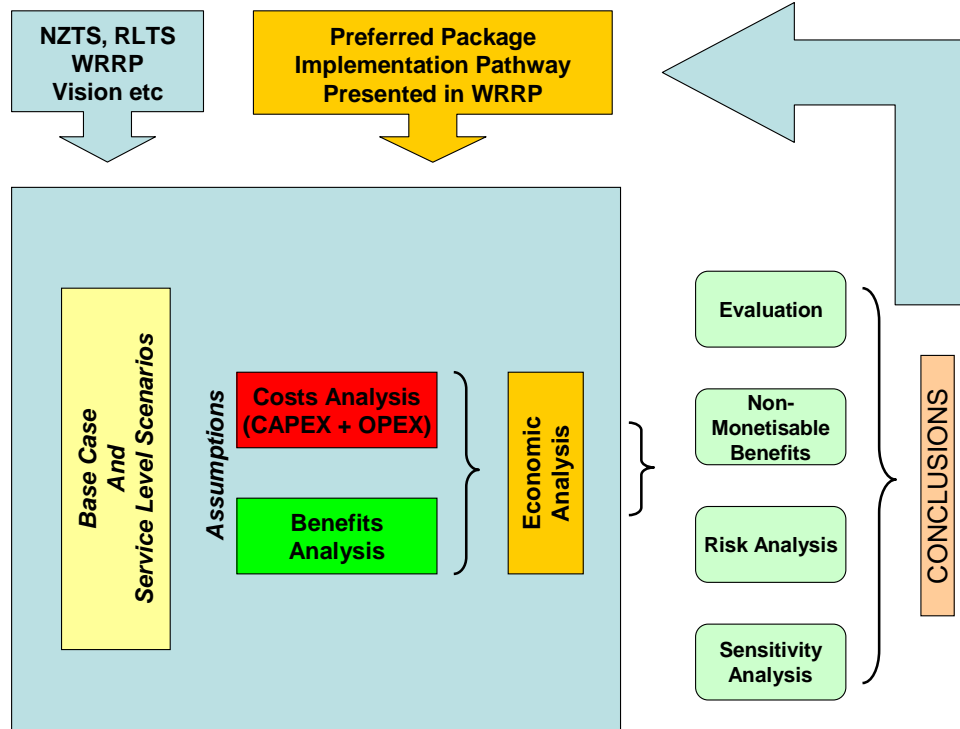 NZTS, RLTS
WRRP
Vision etc
Preferred Package
Implementation Pathway
Presented in WRRP
Base Case
And
Service Level Scenarios
Assumptions
Costs Analysis
(CAPEX + OPEX)
Benefits
Analysis
Economic
Analysis
Evaluation
Non-
Monetisable
Benefits
Risk Analysis
Sensitivity
Analysis
CONCLUSIONS